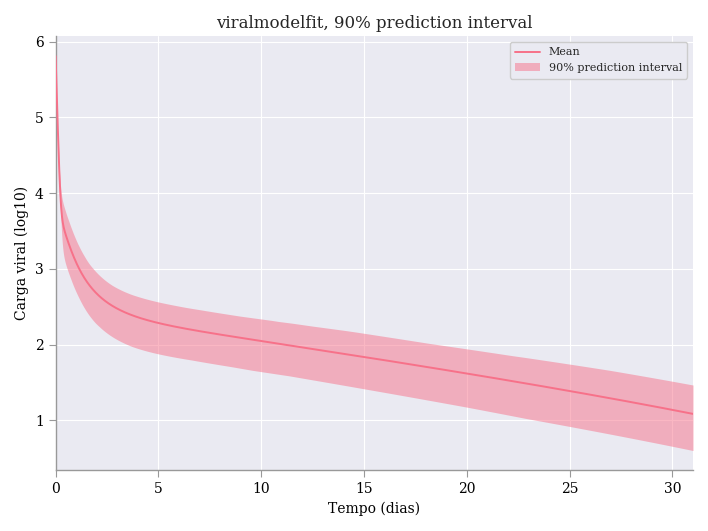 viralmodelfit, 90% prediction interval
Mean
90% prediction interval
Carga viral (log10)
6
5
4
3
2
1
0 5 10 15 20 25 30
Tempo (dias)